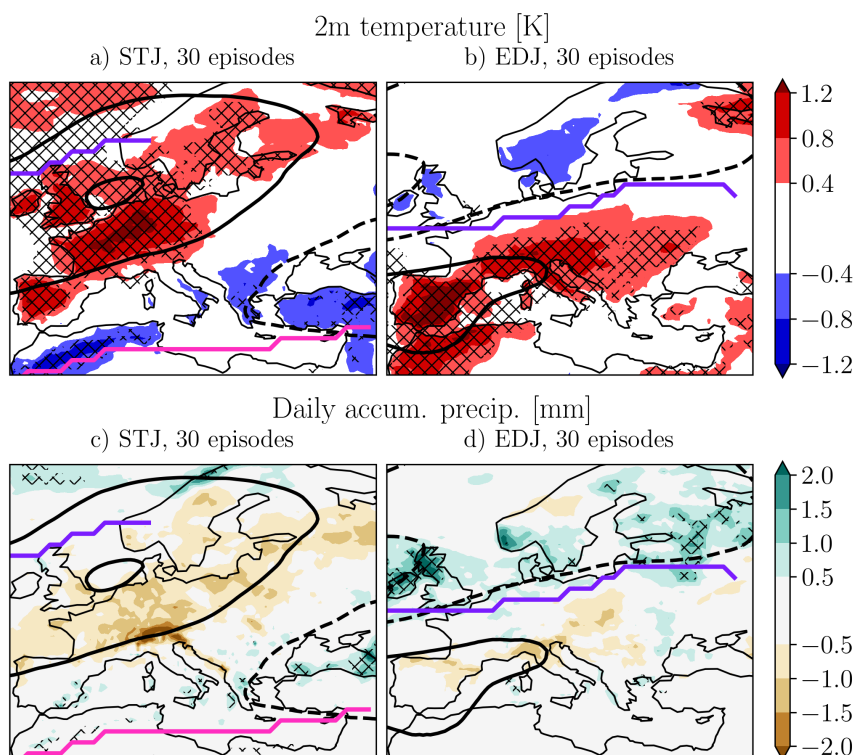 2m temperature [K]
a) STJ, 30 episodes
b) EDJ, 30 episodes
1.2
0.8
0.4
−0.4
−0.8
−1.2
Daily accum. precip. [mm]
c) STJ, 30 episodes
d) EDJ, 30 episodes
2.0
1.5
1.0
0.5
−0.5
−1.0
−1.5
−2.0